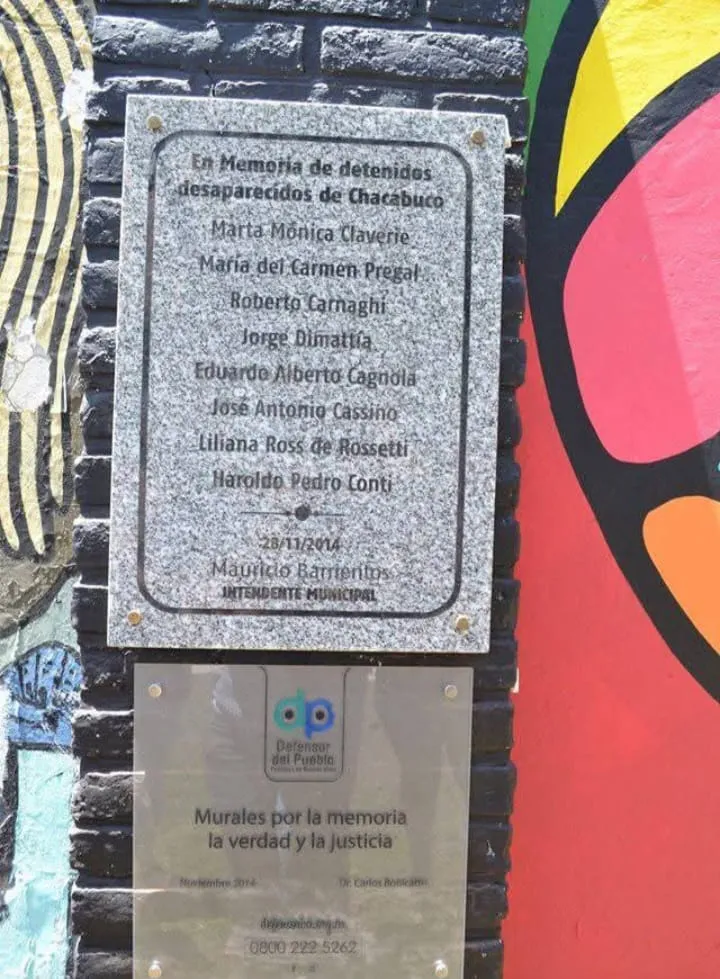 En Memoria de detenidos
desaparecidos de Chacabuco
Marta Mónica Claverie
María del Carmen Pregal
Roberto Carnaghi
Jorge Dimattía
Eduardo Alberto Cagnola
José Antonio Cassino
Liliana Ross de Rossetti
Haroldo Pedro Conti
28/11/2014
Mauricio Barrientos
INTENDENTE MUNICIPAL
dp
Defensor
del Pueblo
Murales por la memoria
la verdad y la justicia
Noviembre 2014 Dr. Carlos
0800 222 5262